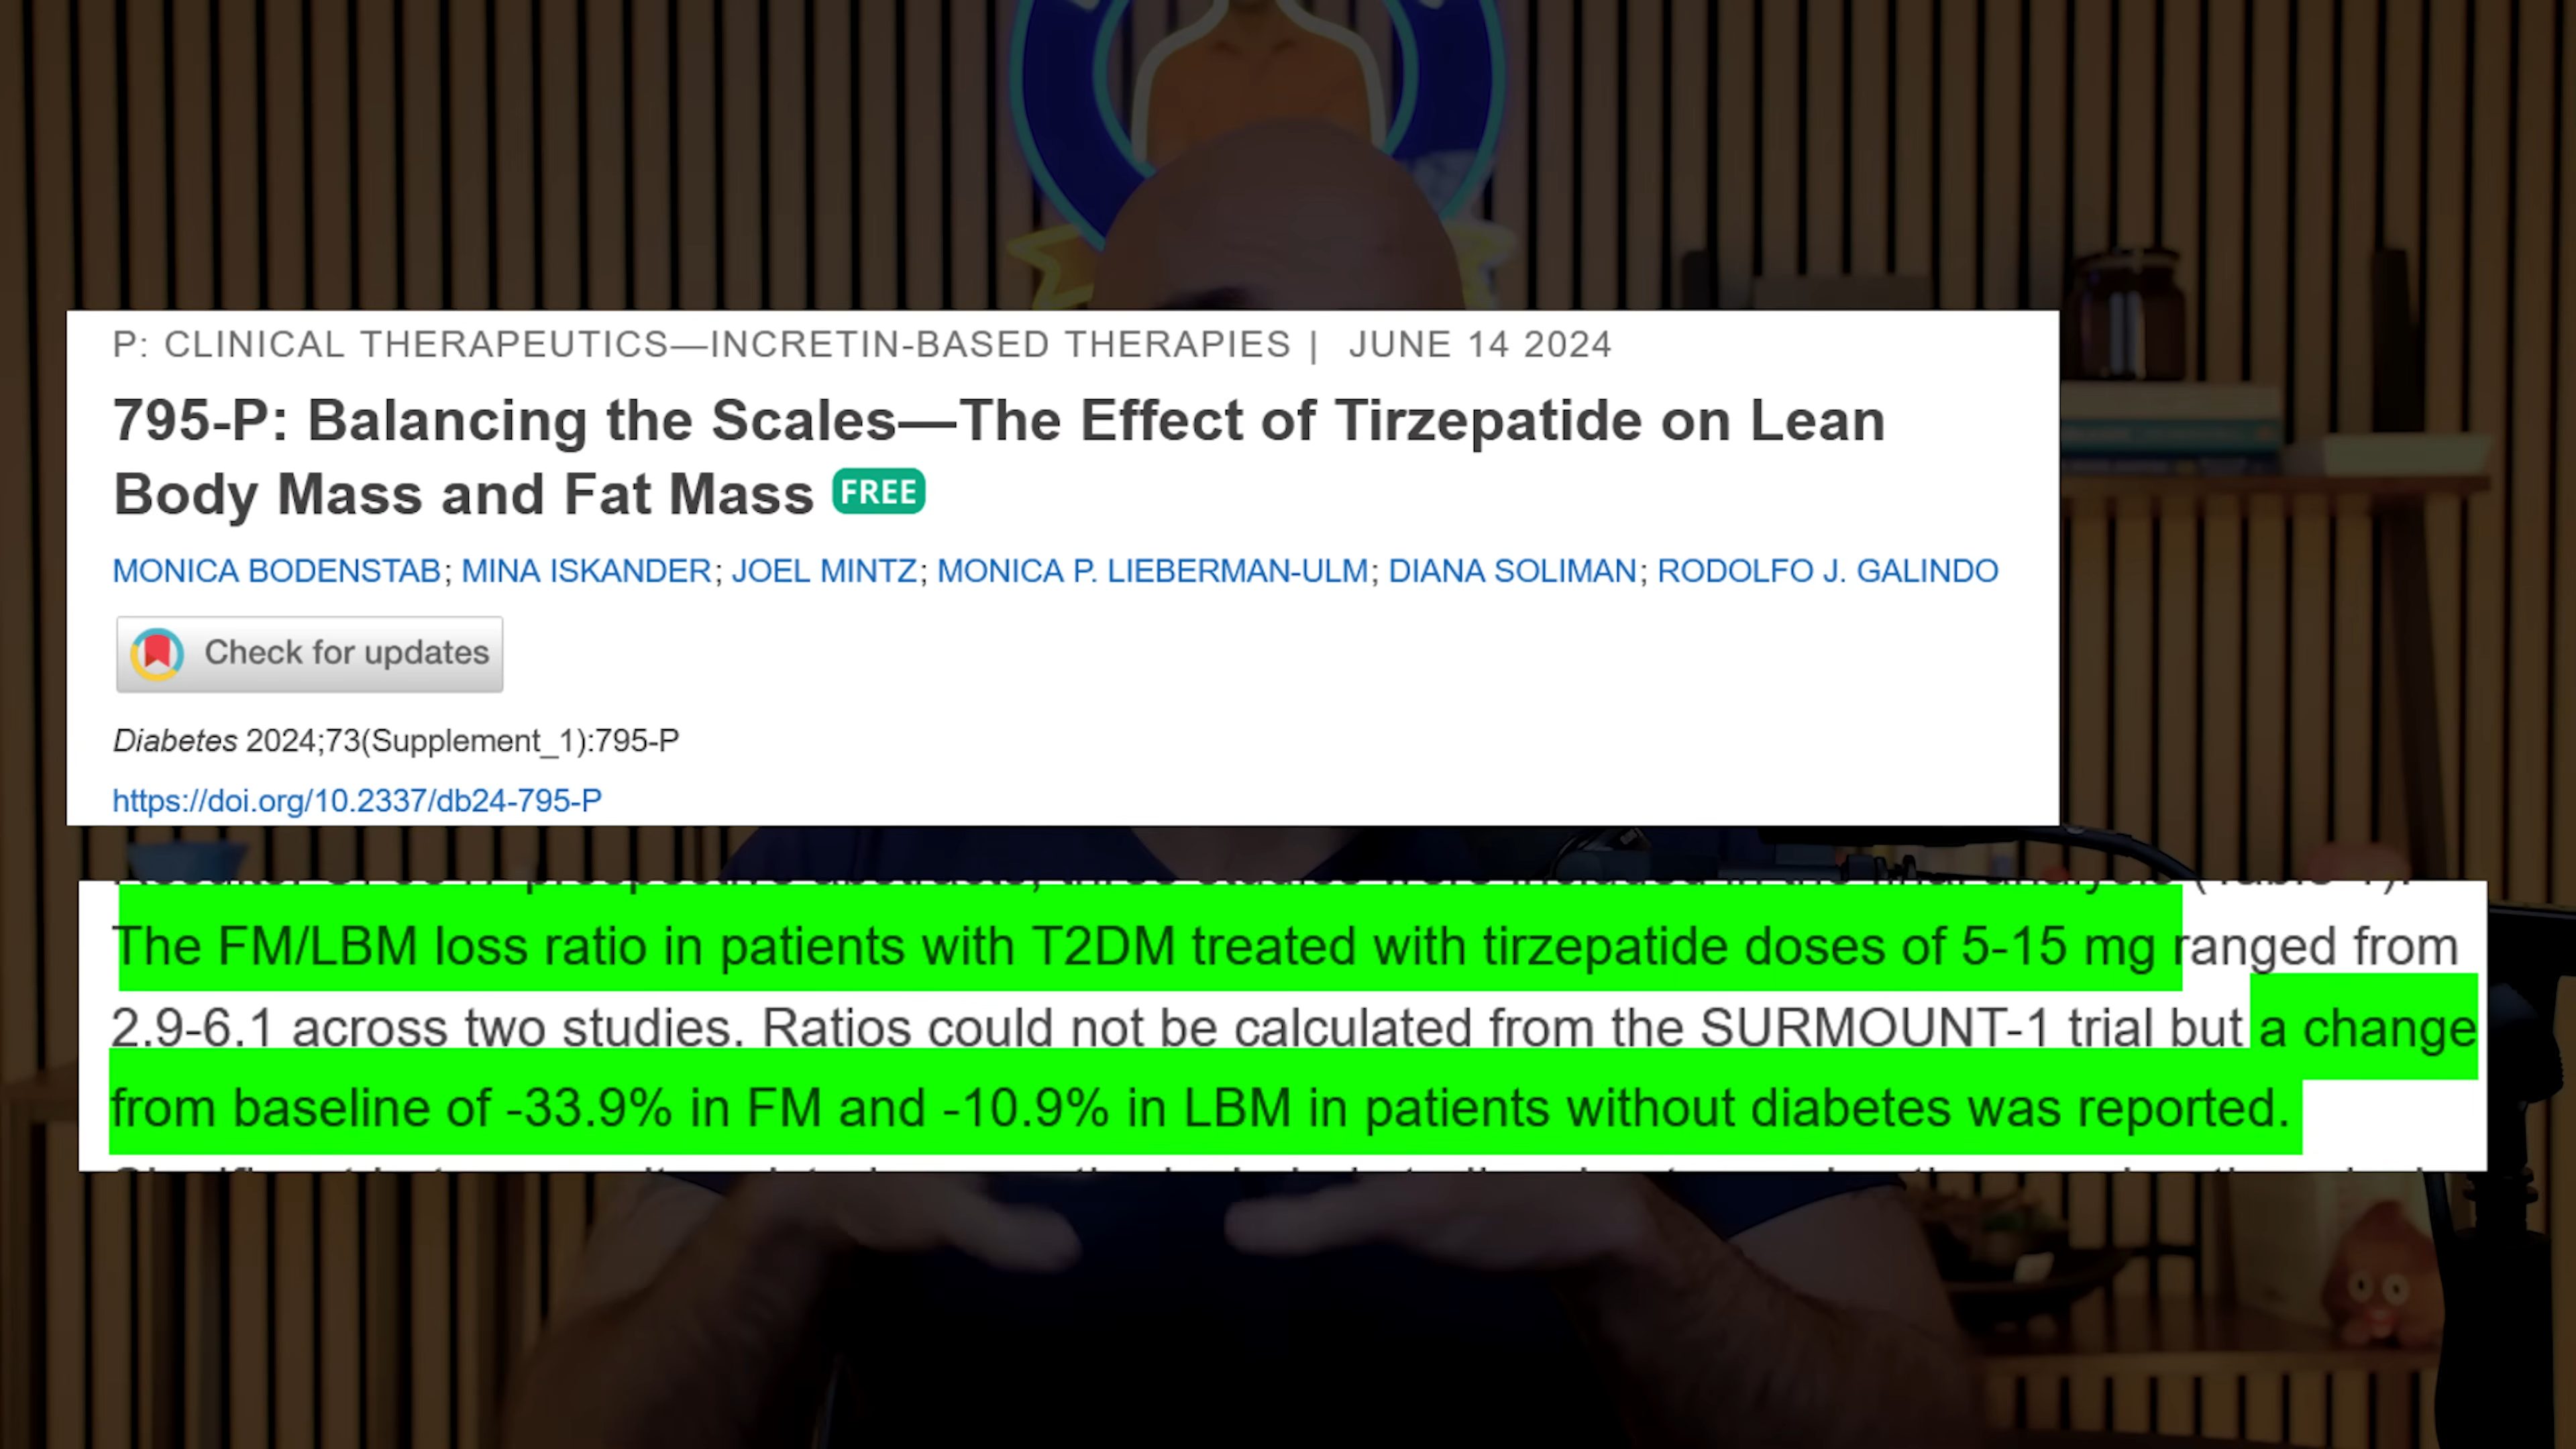 P: CLINICAL THERAPEUTICS—INCRETIN-BASED THERAPIES | JUNE 14 2024
795-P: Balancing the Scales—The Effect of Tirzepatide on Lean
Body Mass and Fat Mass FREE
MONICA BODENSTAB; MINA ISKANDER; JOEL MINTZ; MONICA P. LIEBERMAN-ULM; DIANA SOLIMAN; RODOLFO J. GALINDO
Check for updates
Diabetes 2024;73(Supplement_1):795-P
https://doi.org/10.2337/db24-795-P
The FM/LBM loss ratio in patients with T2DM treated with tirzepatide doses of 5-15 mg ranged from
2.9-6.1 across two studies. Ratios could not be calculated from the SURMOUNT-1 trial but a change
from baseline of -33.9% in FM and -10.9% in LBM in patients without diabetes was reported.